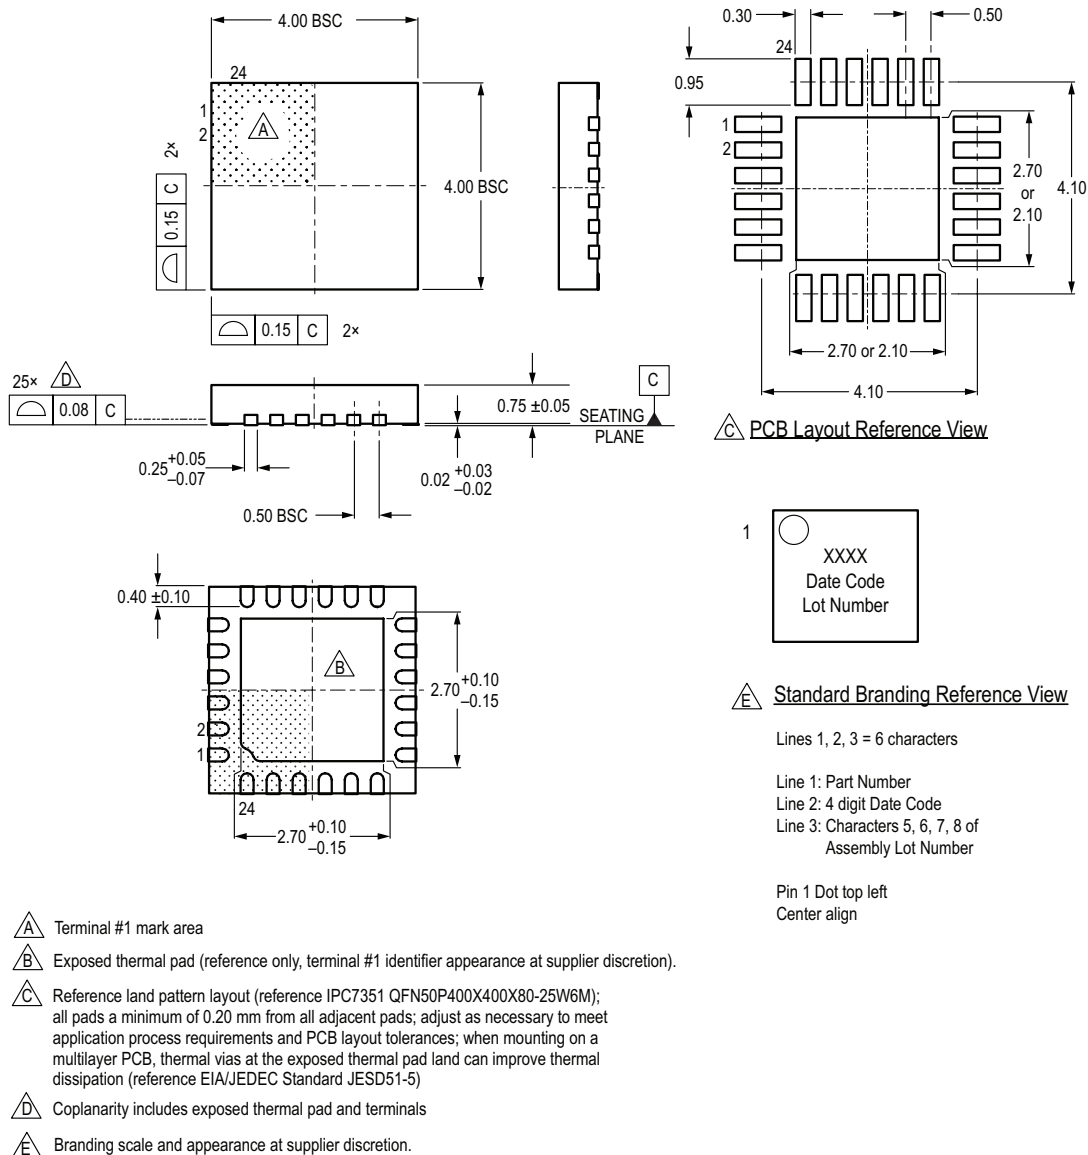 4.00 BSC
24
1
2
A
4.00 BSC
2×
0.15 C
0.15 C 2×
0.30
0.50
24
0.95
1
2
2.70
or
2.10
4.10
2.70 or 2.10
4.10
C PCB Layout Reference View
25× D
0.08 C
C
0.75 ±0.05
SEATING
PLANE
0.25 +0.05
–0.07
0.02 +0.03
–0.02
0.50 BSC
1
XXXX
Date Code
Lot Number
0.40 ±0.10
B
2.70 +0.10
–0.15
2
1
24
2.70 +0.10
–0.15
E Standard Branding Reference View
Lines 1, 2, 3 = 6 characters
Line 1: Part Number
Line 2: 4 digit Date Code
Line 3: Characters 5, 6, 7, 8 of
Assembly Lot Number
Pin 1 Dot top left
Center align
A Terminal #1 mark area
B Exposed thermal pad (reference only, terminal #1 identifier appearance at supplier discretion).
C Reference land pattern layout (reference IPC7351 QFN50P400X400X80-25W6M);
all pads a minimum of 0.20 mm from all adjacent pads; adjust as necessary to meet
application process requirements and PCB layout tolerances; when mounting on a
multilayer PCB, thermal vias at the exposed thermal pad land can improve thermal
dissipation (reference EIA/JEDEC Standard JESD51-5)
D Coplanarity includes exposed thermal pad and terminals
E Branding scale and appearance at supplier discretion.